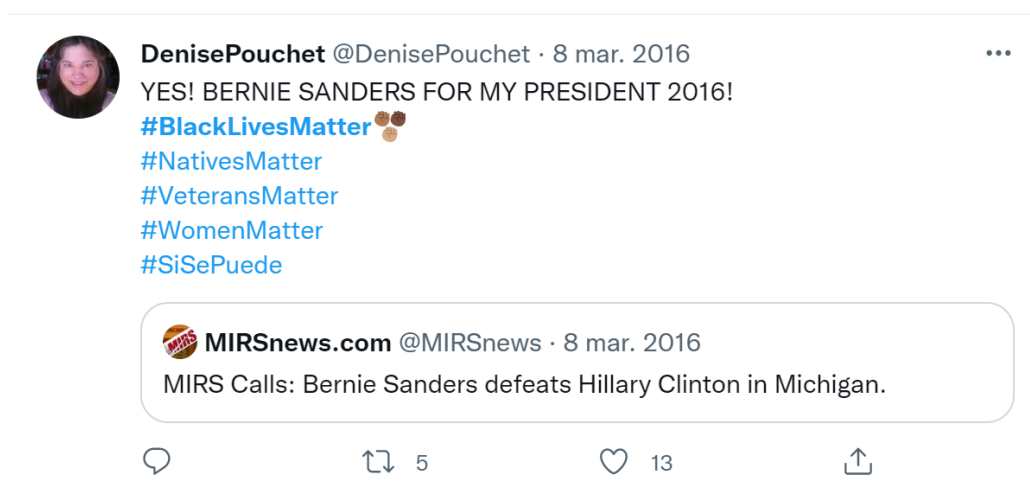 DenisePouchet @DenisePouchet · 8 mar. 2016
YES! BERNIE SANDERS FOR MY PRESIDENT 2016!
#BlackLivesMatter✊🏾✊🏿✊🏼
#NativesMatter
#VeteransMatter
#WomenMatter
#SiSePuede
MIRS
MIRSnews.com @MIRSnews · 8 mar. 2016
MIRS Calls: Bernie Sanders defeats Hillary Clinton in Michigan.
5 13